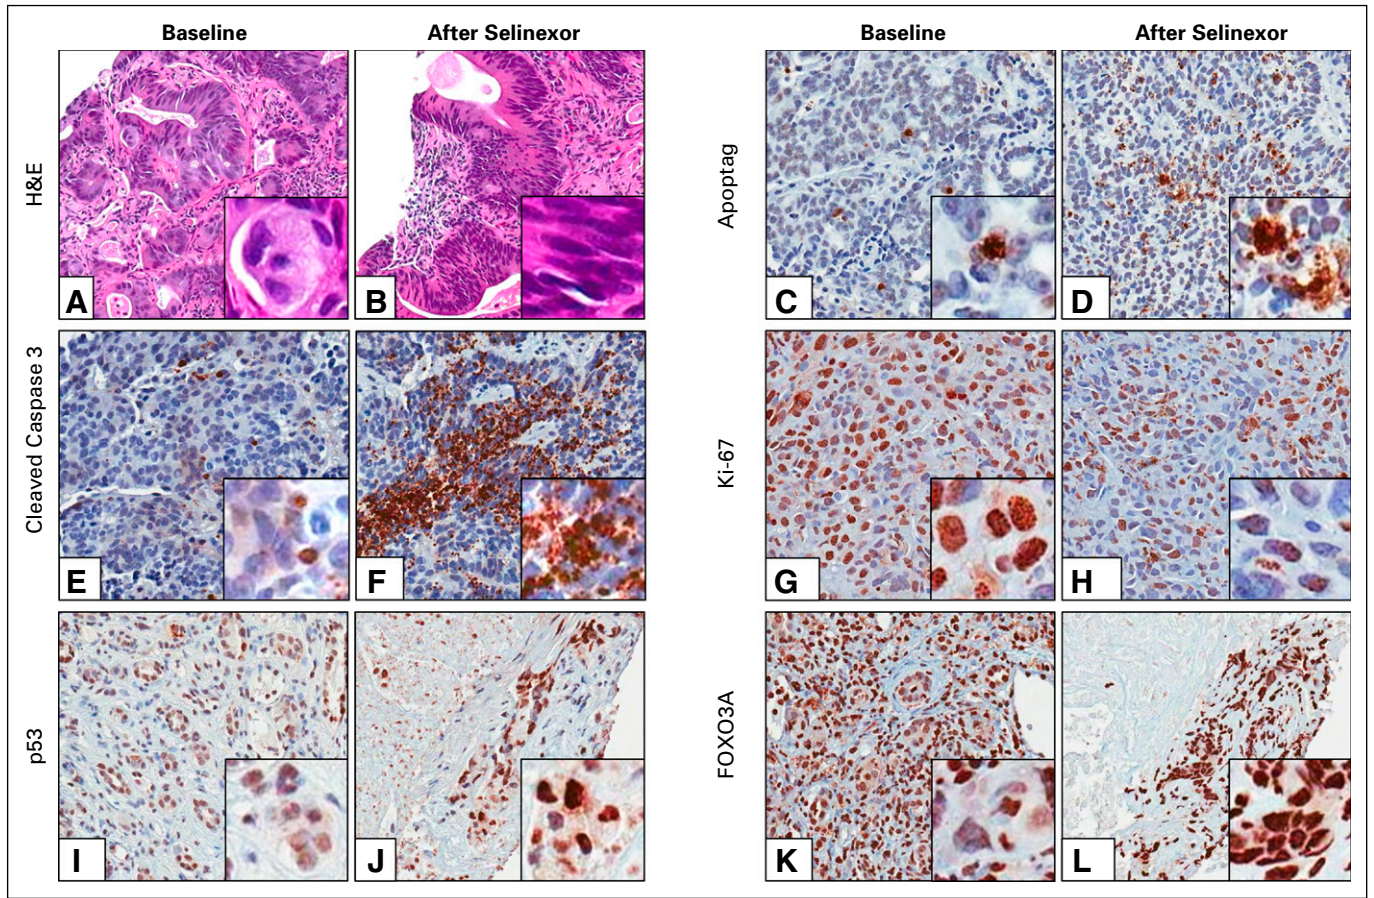 Baseline
After Selinexor
Baseline
After Selinexor
H&E
A
B
Apoptag
C
D
Cleaved Caspase 3
E
F
Ki-67
G
H
p53
I
J
FOXO3A
K
L